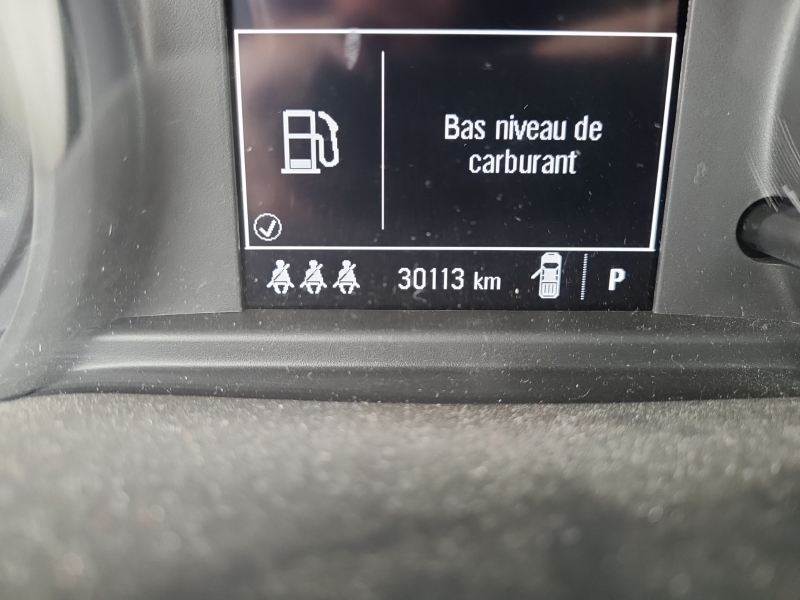 Bas niveau de
carburant
30113 km
P